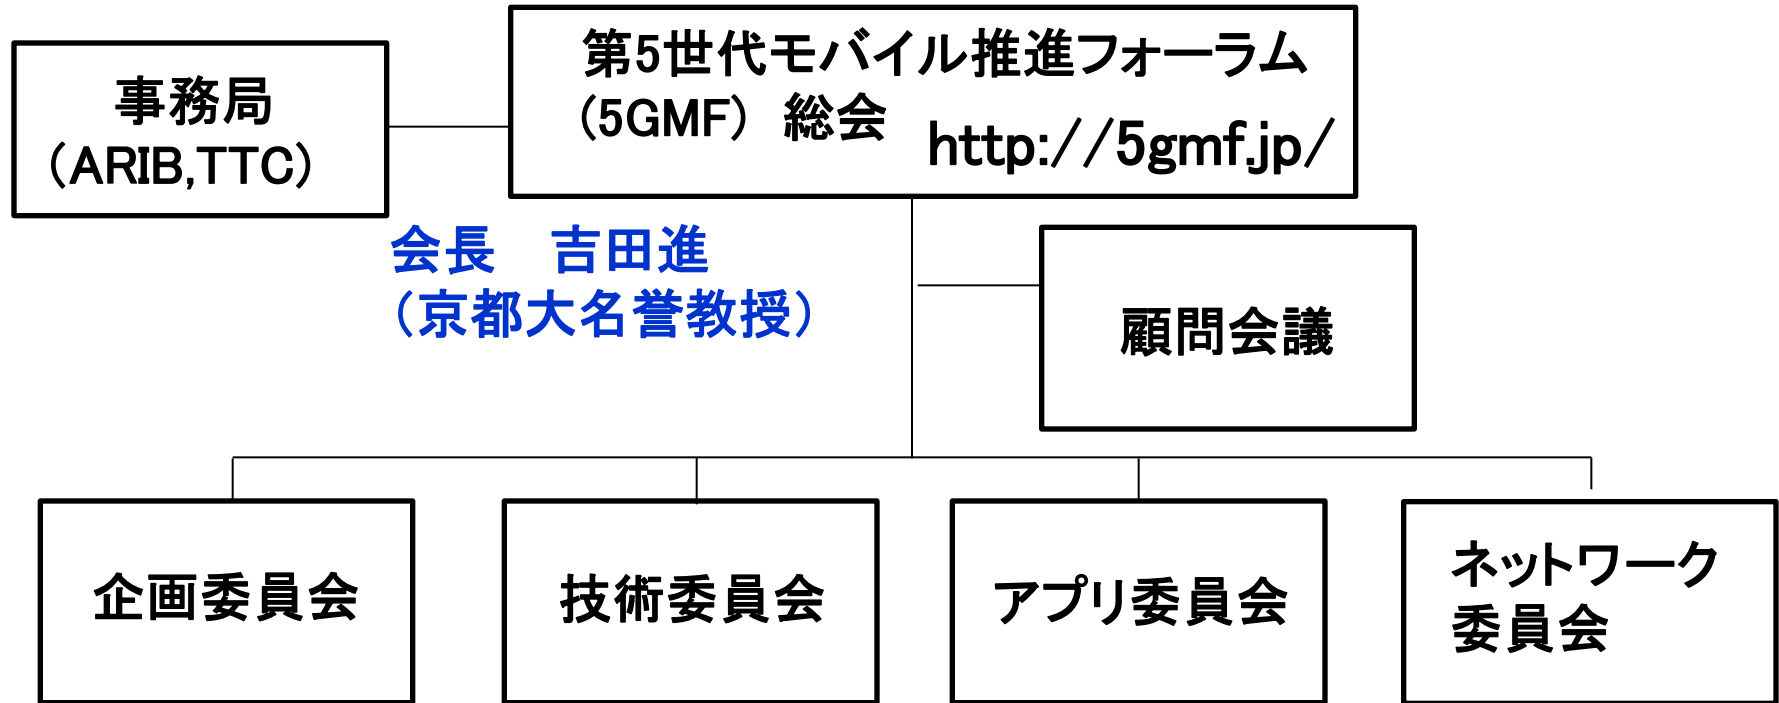 第5世代モバイル推進フォーラム
(5GMF) 総会
http://5gmf.jp/
事務局
(ARIB,TTC)
会長　吉田進
(京都大名誉教授)
顧問会議
企画委員会
技術委員会
アプリ委員会
ネットワーク
委員会